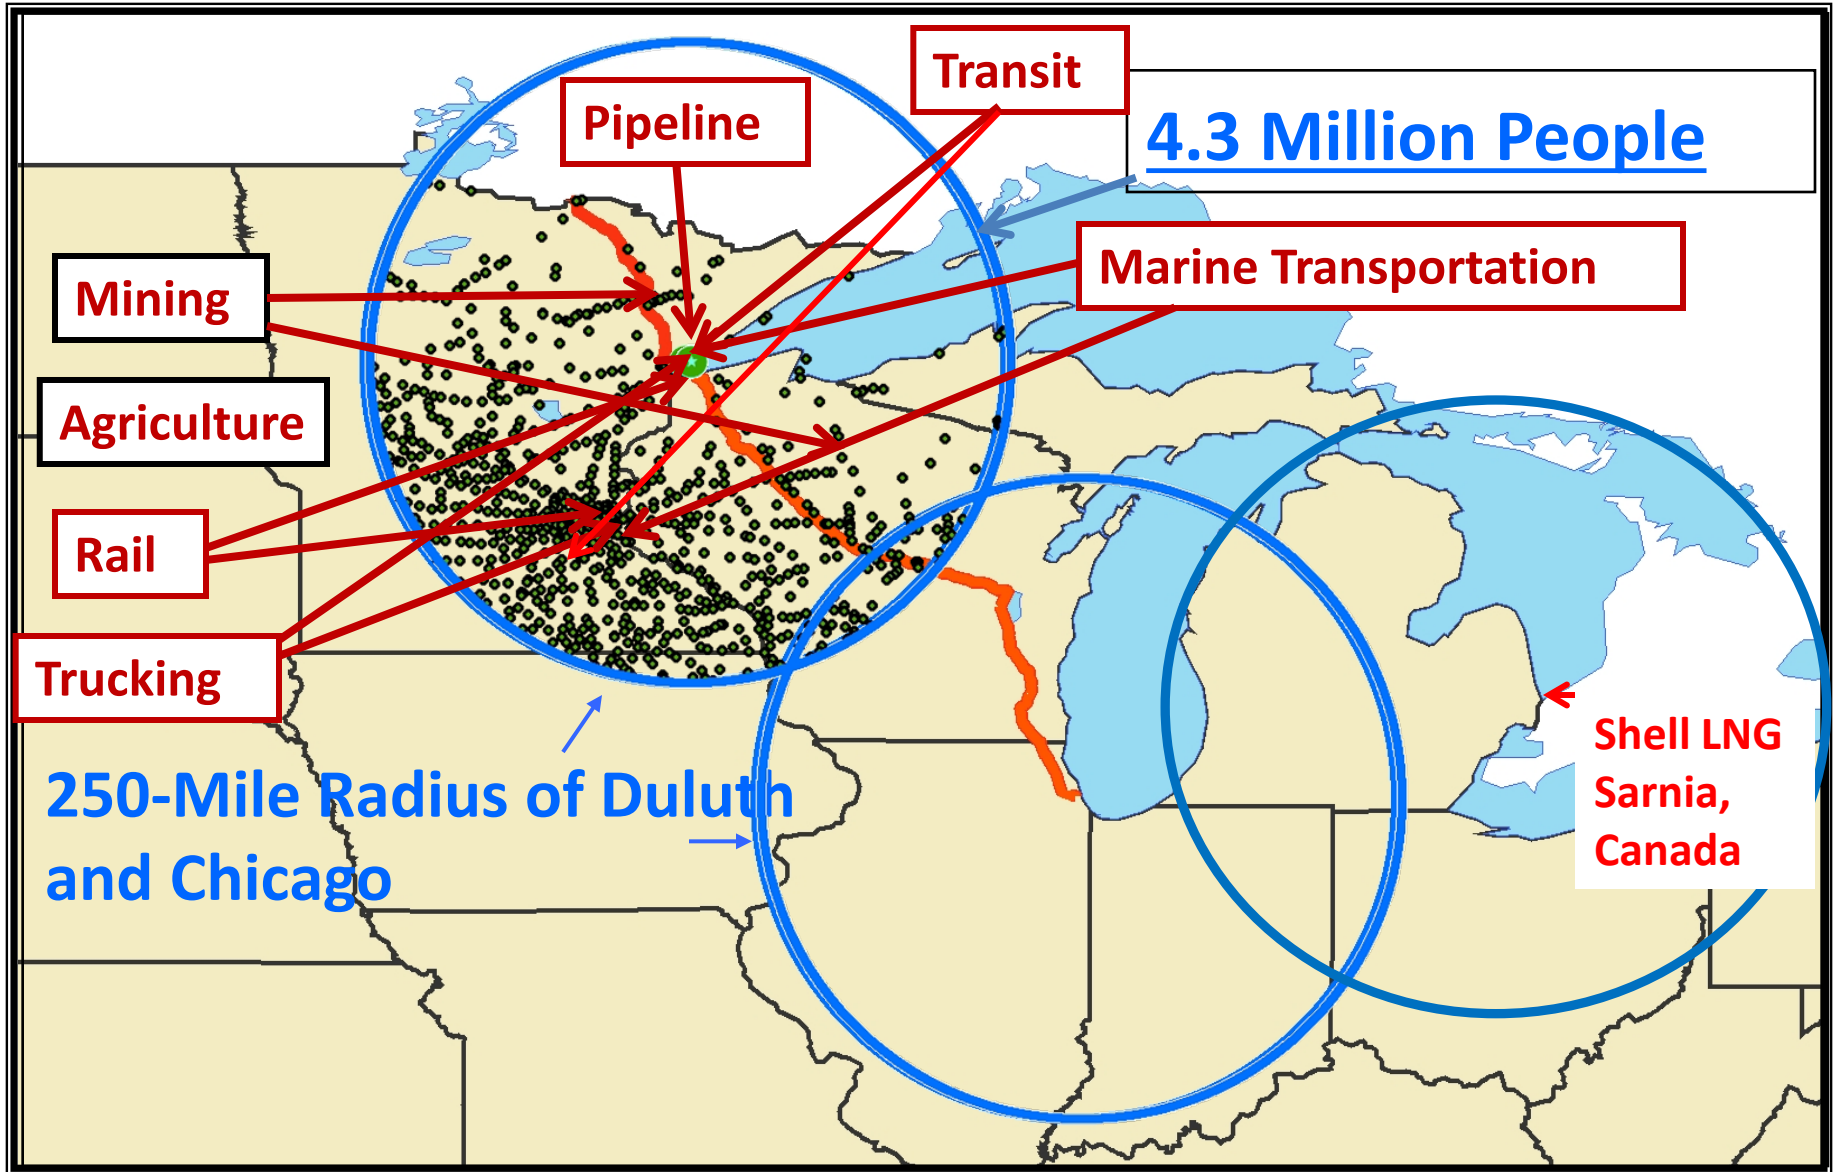 Transit
Pipeline
4.3 Million People
Marine Transportation
Mining
Agriculture
Rail
Trucking
Shell LNG
Sarnia,
Canada
250-Mile Radius of Duluth
and Chicago